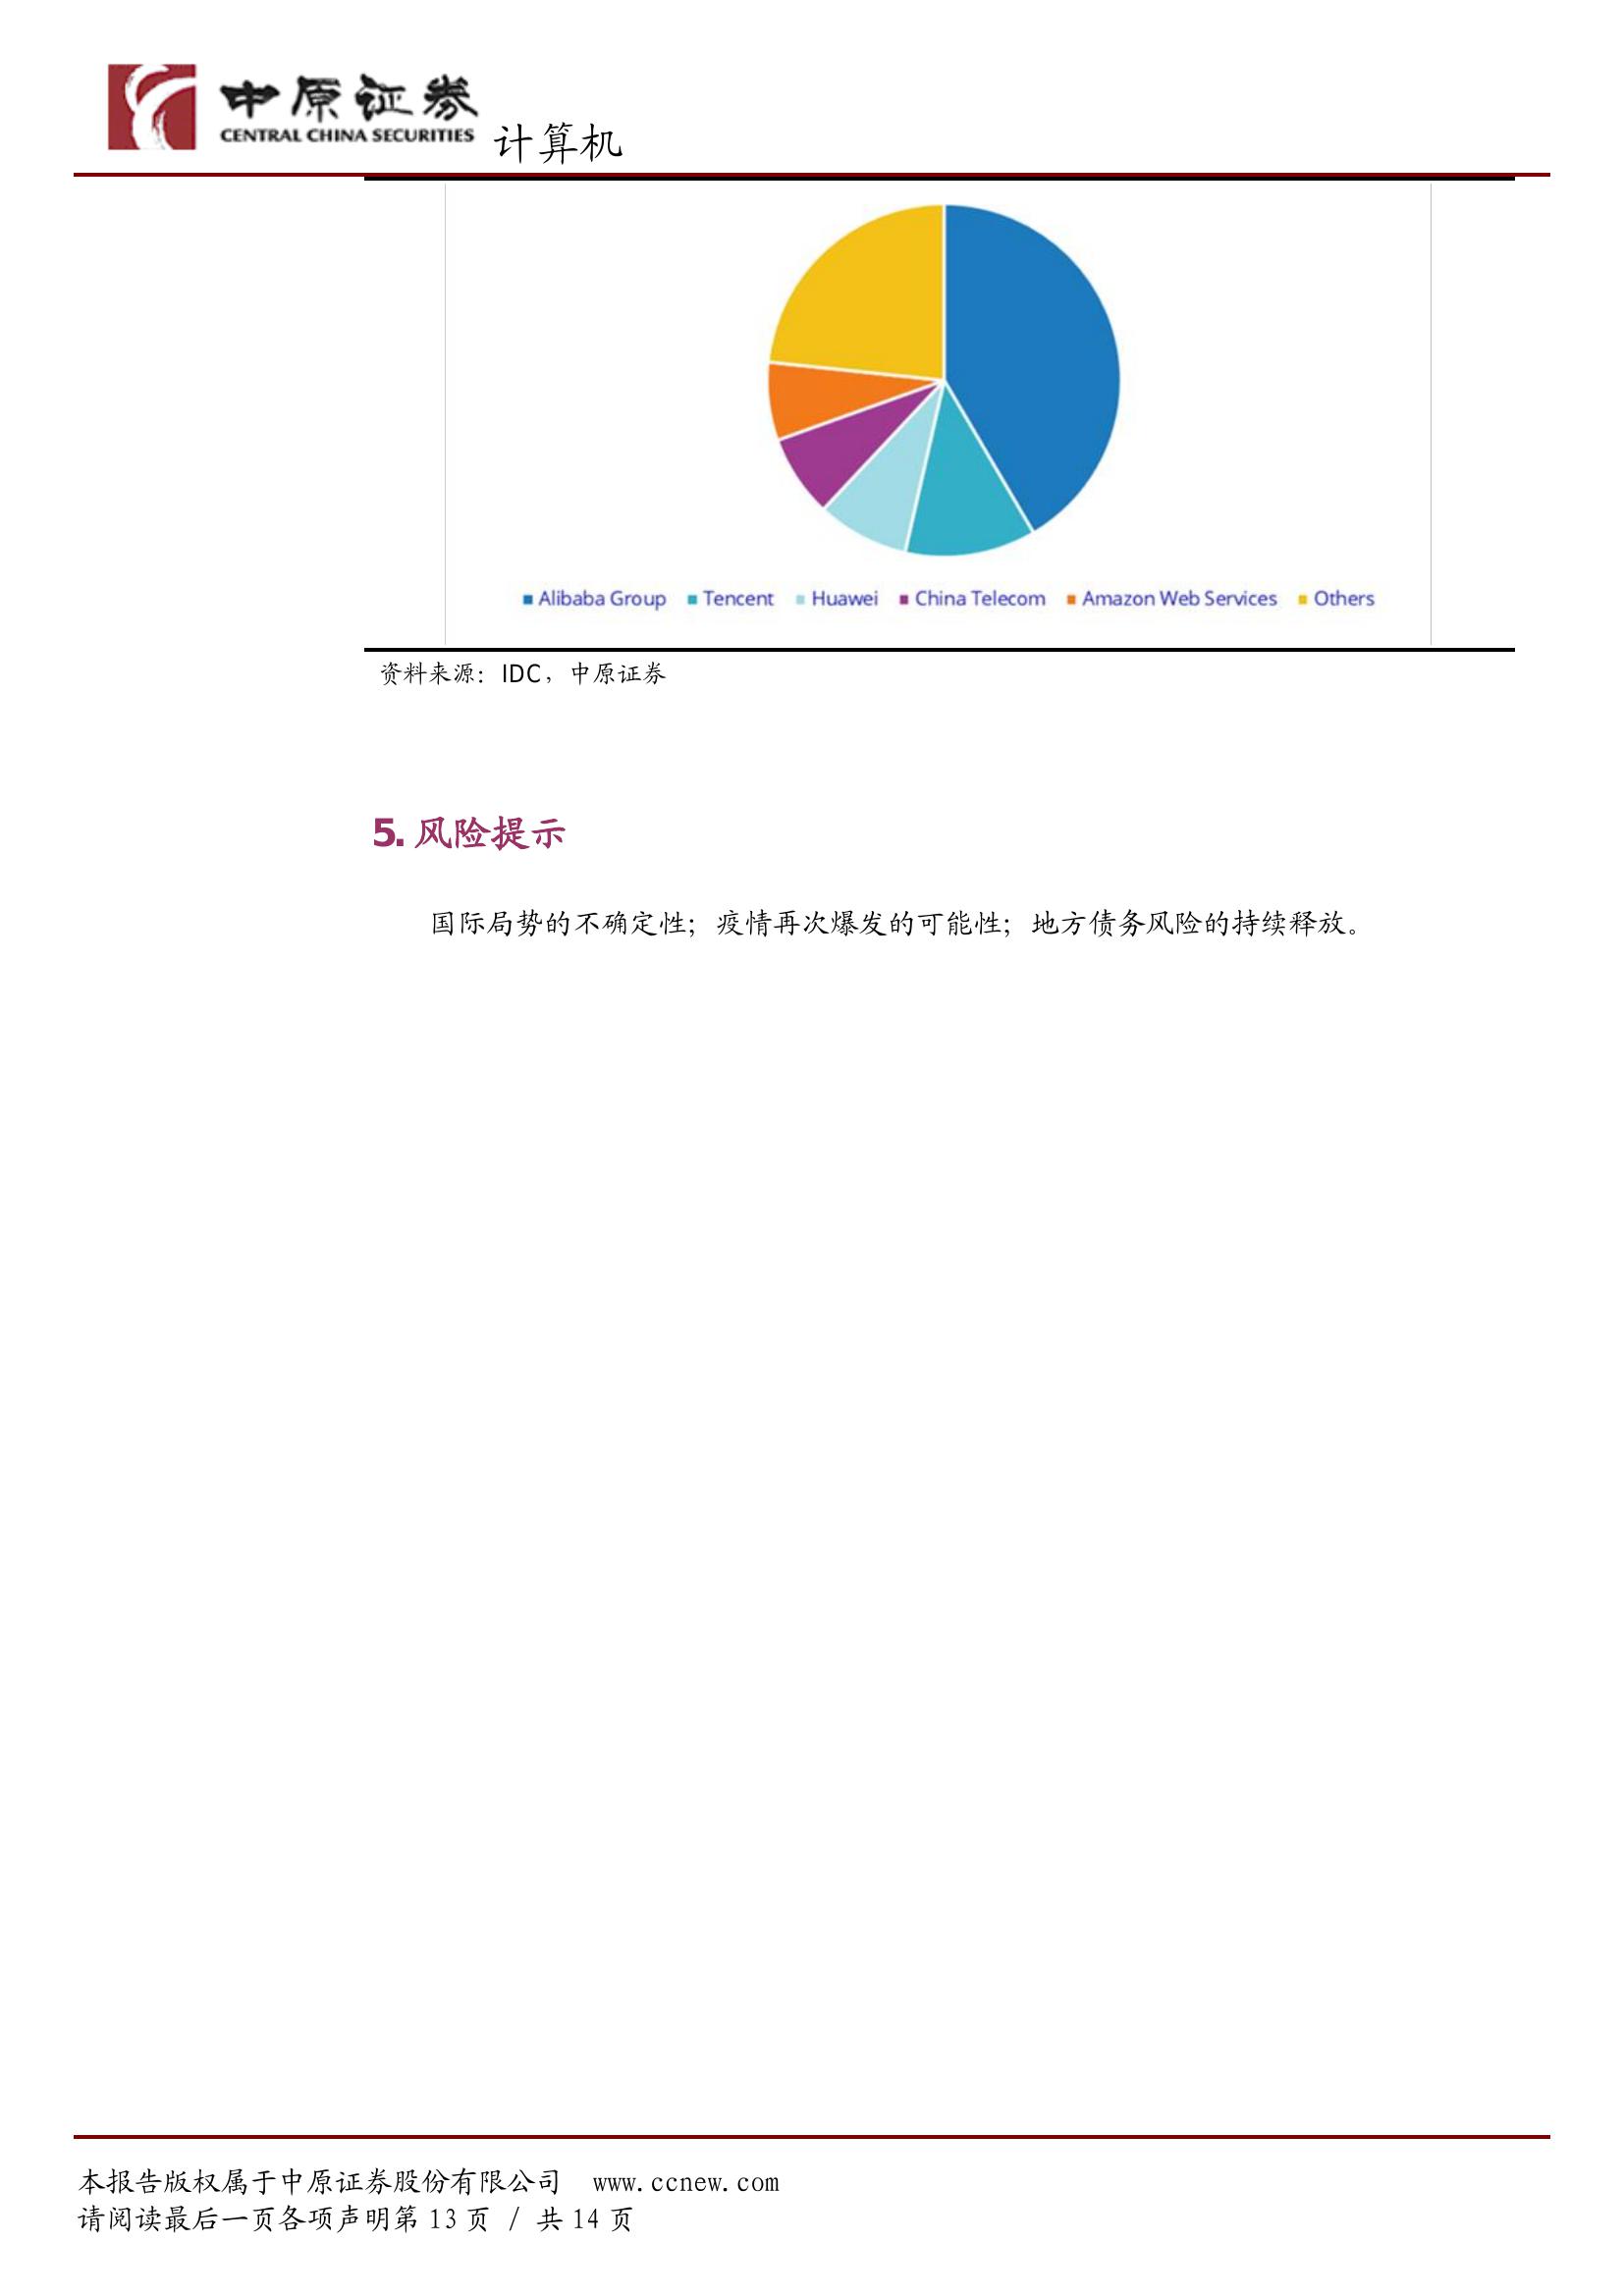 中原证券
CENTRAL CHINA SECURITIES
计算机
Alibaba Group Tencent Huawei China Telecom Amazon Web Services Others
资料来源：IDC，中原证券
5. 风险提示
国际局势的不确定性；疫情再次爆发的可能性；地方债务风险的持续释放。
本报告版权属于中原证券股份有限公司 www.ccnew.com
请阅读最后一页各项声明第 13 页 / 共 14 页